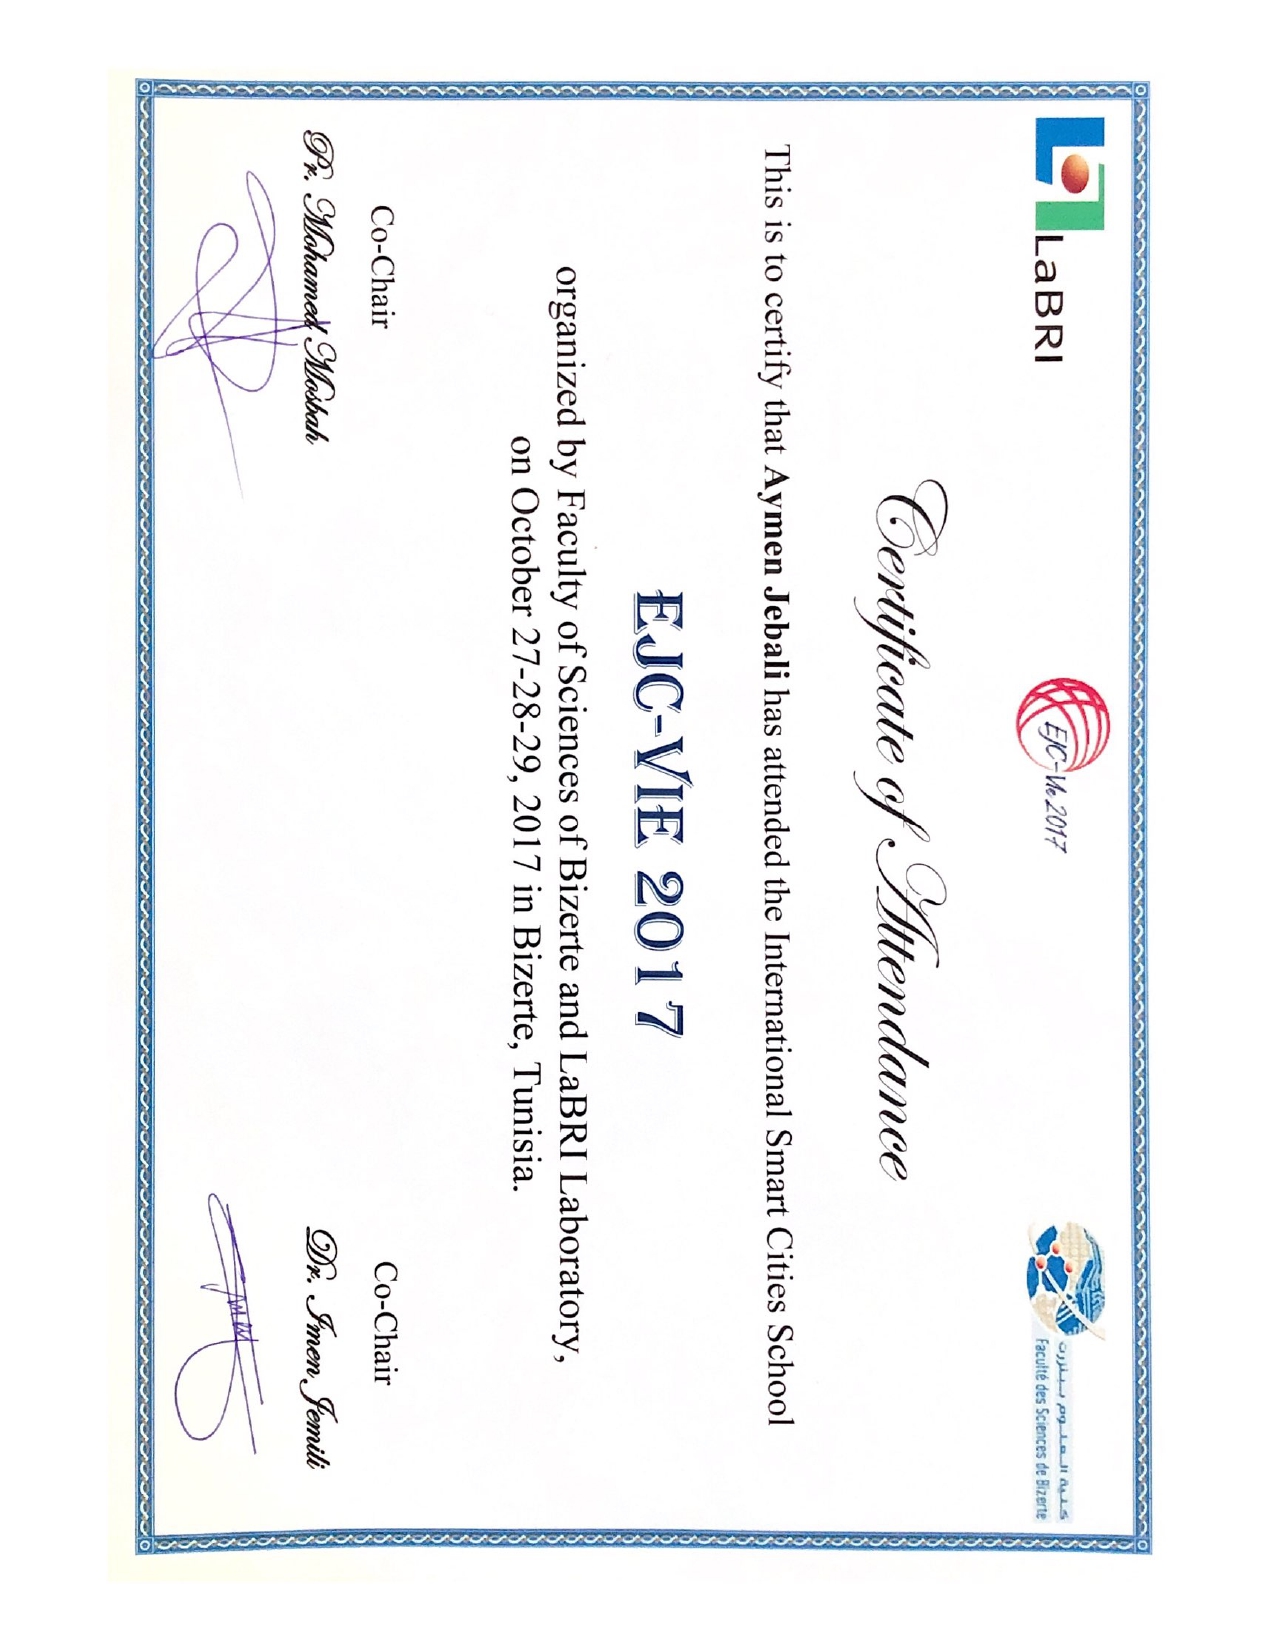 LaBRI
EJC-Vie 2017
كلية العلوم ببنزرت
Faculté des Sciences de Bizerte
Certificate of Attendance
This is to certify that Aymen Jebali has attended the International Smart Cities School
EJC-VIE 2017
organized by Faculty of Sciences of Bizerte and LaBRI Laboratory,
on October 27-28-29, 2017 in Bizerte, Tunisia.
Co-Chair
Pr. Mohamed Mosbah
Co-Chair
Dr. Imen Jemili